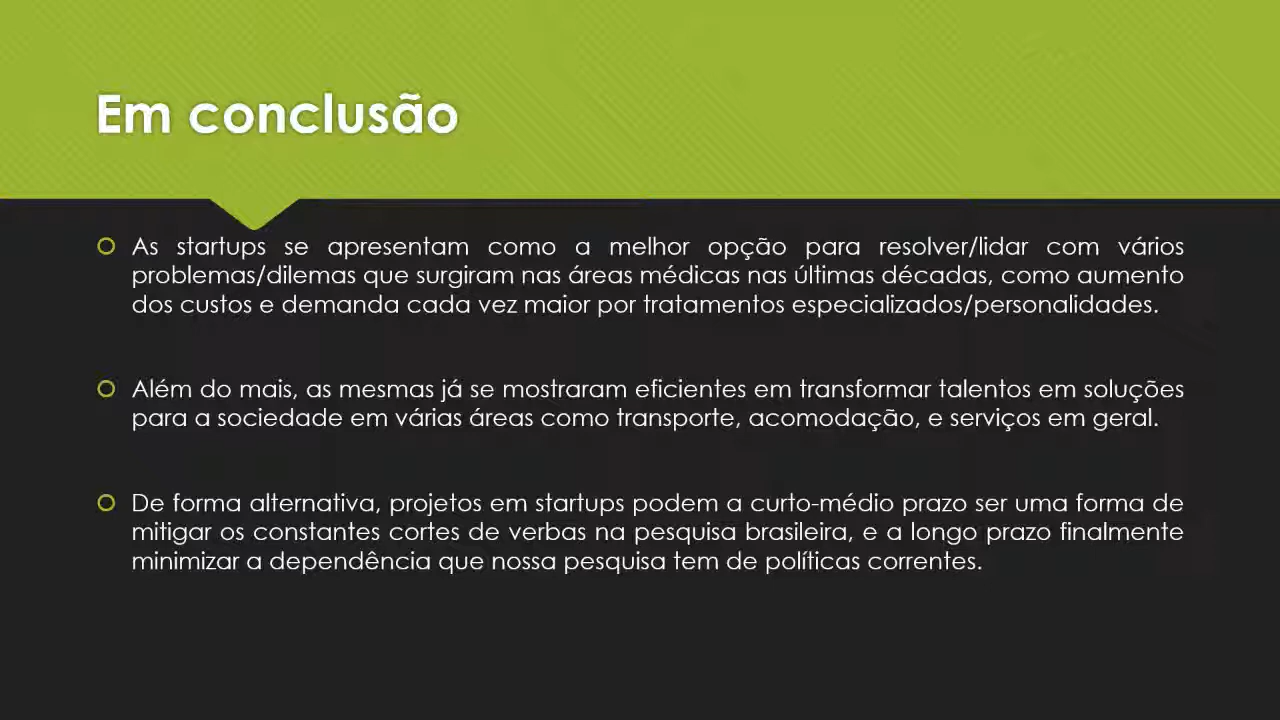 Em conclusão
As startups se apresentam como a melhor opção para resolver/lidar com vários
problemas/dilemas que surgiram nas áreas médicas nas últimas décadas, como aumento
dos custos e demanda cada vez maior por tratamentos especializados/personalidades.
Além do mais, as mesmas já se mostraram eficientes em transformar talentos em soluções
para a sociedade em várias áreas como transporte, acomodação, e serviços em geral.
De forma alternativa, projetos em startups podem a curto-médio prazo ser uma forma de
mitigar os constantes cortes de verbas na pesquisa brasileira, e a longo prazo finalmente
minimizar a dependência que nossa pesquisa tem de políticas correntes.